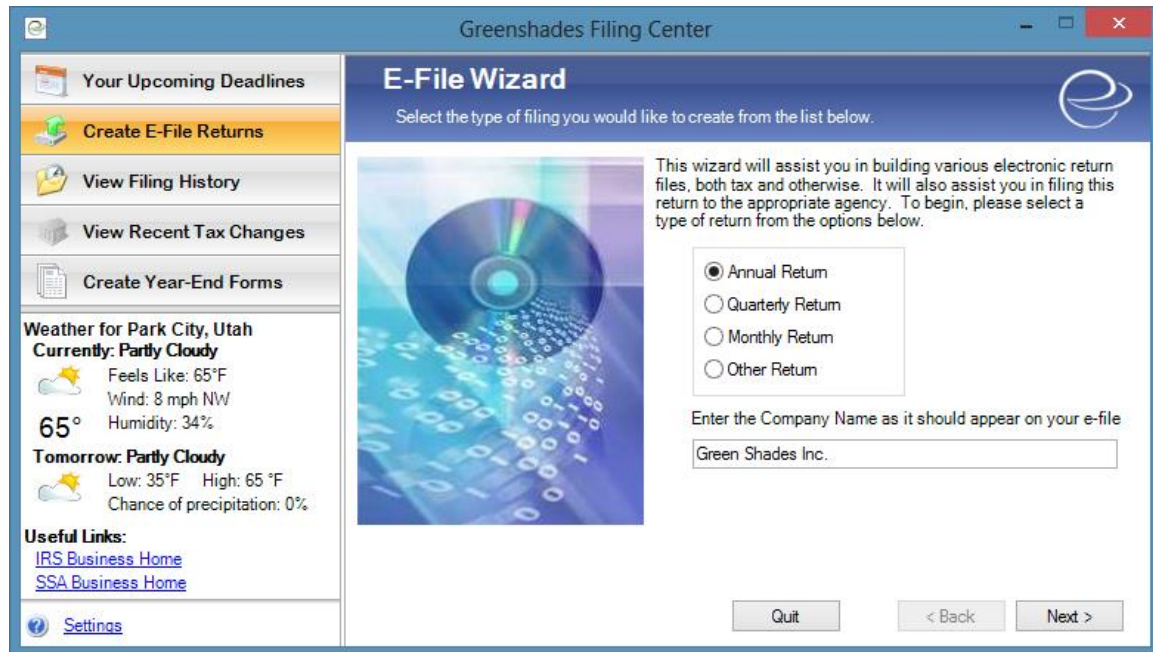 Greenshades Filing Center
Your Upcoming Deadlines
Create E-File Returns
View Filing History
View Recent Tax Changes
Create Year-End Forms
Weather for Park City, Utah
Currently: Partly Cloudy
Feels Like: 65°F
Wind: 8 mph NW
65°
Humidity: 34%
Tomorrow: Partly Cloudy
Low: 35°F High: 65 °F
Chance of precipitation: 0%
Useful Links:
IRS Business Home
SSA Business Home
Settings
E-File Wizard
Select the type of filing you would like to create from the list below.
This wizard will assist you in building various electronic return
files, both tax and otherwise. It will also assist you in filing this
return to the appropriate agency. To begin, please select a
type of return from the options below.
Annual Return
Quarterly Return
Monthly Return
Other Return
Enter the Company Name as it should appear on your e-file
Green Shades Inc.
Quit
< Back
Next >